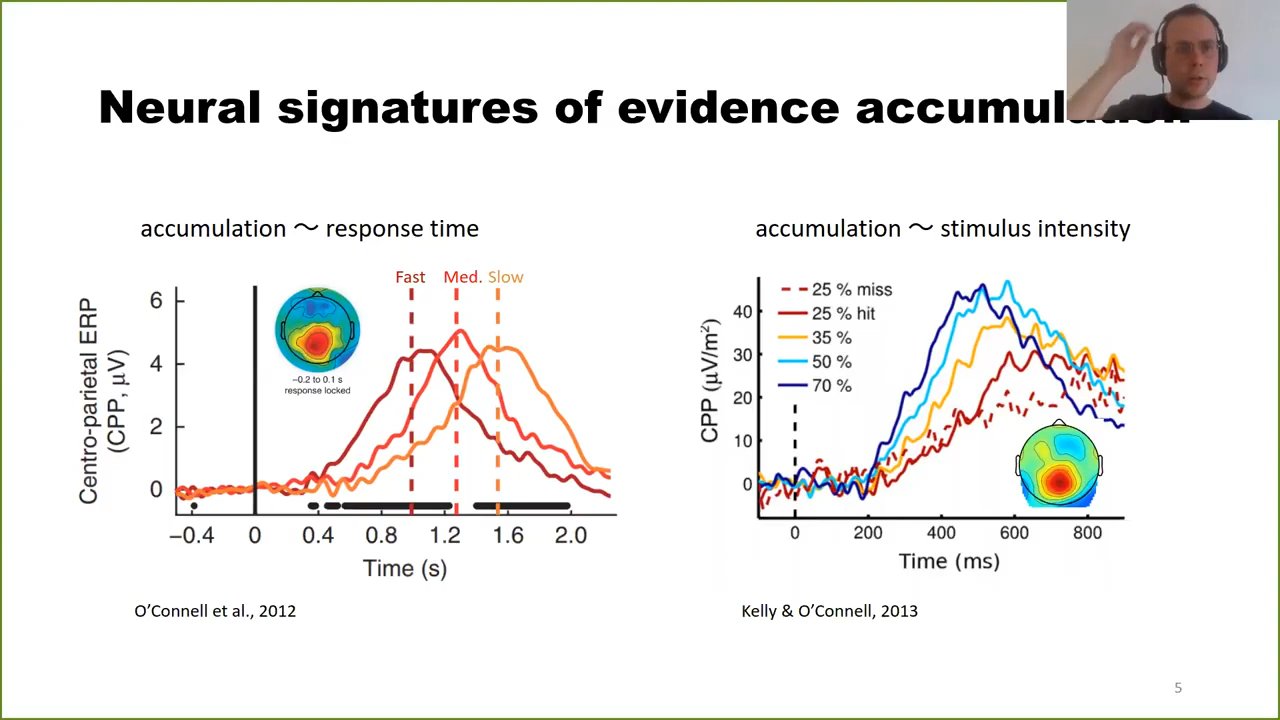 Neural signatures of evidence accumulation
accumulation ～ response time
accumulation ～ stimulus intensity
Fast Med. Slow
Centro-parietal ERP
(CPP, μV)
6
4
2
0
−0.2 to 0.1 s
response locked
−0.4 0 0.4 0.8 1.2 1.6 2.0
Time (s)
CPP (μV/m²)
40
30
20
10
0
25 % miss
25 % hit
35 %
50 %
70 %
0 200 400 600 800
Time (ms)
O’Connell et al., 2012
Kelly & O’Connell, 2013
5